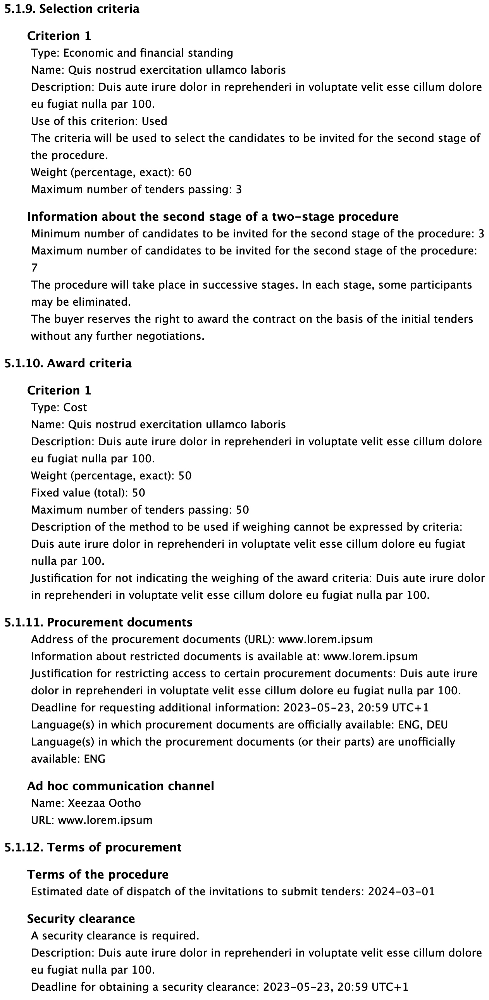 5.1.9. Selection criteria
Criterion 1
Type: Economic and financial standing
Name: Quis nostrud exercitation ullamco laboris
Description: Duis aute irure dolor in reprehenderi in voluptate velit esse cillum dolore
eu fugiat nulla par 100.
Use of this criterion: Used
The criteria will be used to select the candidates to be invited for the second stage of
the procedure.
Weight (percentage, exact): 60
Maximum number of tenders passing: 3
Information about the second stage of a two-stage procedure
Minimum number of candidates to be invited for the second stage of the procedure: 3
Maximum number of candidates to be invited for the second stage of the procedure:
7
The procedure will take place in successive stages. In each stage, some participants
may be eliminated.
The buyer reserves the right to award the contract on the basis of the initial tenders
without any further negotiations.
5.1.10. Award criteria
Criterion 1
Type: Cost
Name: Quis nostrud exercitation ullamco laboris
Description: Duis aute irure dolor in reprehenderi in voluptate velit esse cillum dolore
eu fugiat nulla par 100.
Weight (percentage, exact): 50
Fixed value (total): 50
Maximum number of tenders passing: 50
Description of the method to be used if weighing cannot be expressed by criteria:
Duis aute irure dolor in reprehenderi in voluptate velit esse cillum dolore eu fugiat
nulla par 100.
Justification for not indicating the weighing of the award criteria: Duis aute irure dolor
in reprehenderi in voluptate velit esse cillum dolore eu fugiat nulla par 100.
5.1.11. Procurement documents
Address of the procurement documents (URL): www.lorem.ipsum
Information about restricted documents is available at: www.lorem.ipsum
Justification for restricting access to certain procurement documents: Duis aute irure
dolor in reprehenderi in voluptate velit esse cillum dolore eu fugiat nulla par 100.
Deadline for requesting additional information: 2023-05-23, 20:59 UTC+1
Language(s) in which procurement documents are officially available: ENG, DEU
Language(s) in which the procurement documents (or their parts) are unofficially
available: ENG
Ad hoc communication channel
Name: Xeezaa Ootho
URL: www.lorem.ipsum
5.1.12. Terms of procurement
Terms of the procedure
Estimated date of dispatch of the invitations to submit tenders: 2024-03-01
Security clearance
A security clearance is required.
Description: Duis aute irure dolor in reprehenderi in voluptate velit esse cillum dolore
eu fugiat nulla par 100.
Deadline for obtaining a security clearance: 2023-05-23, 20:59 UTC+1